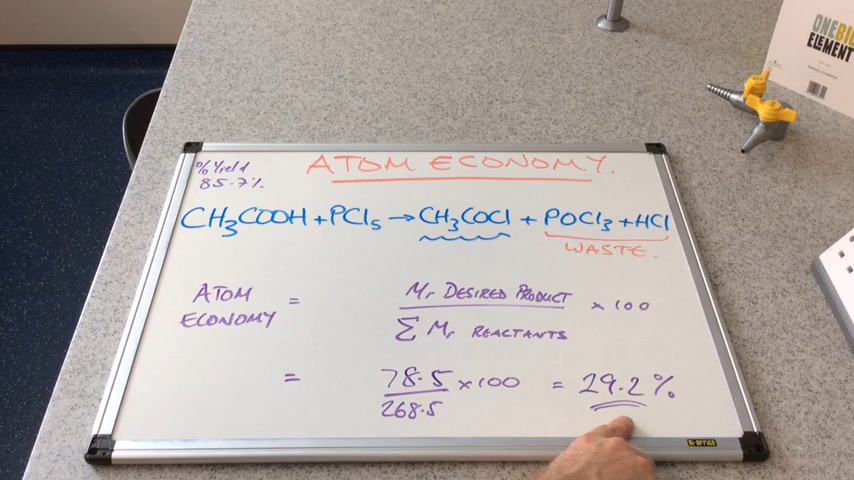 ONE BIG
ELEMENT
% Yield
85.7%
ATOM ECONOMY.
CH₃COOH + PCl₅ → CH₃COCl + POCl₃ + HCl
WASTE.
ATOM ECONOMY = Mr DESIRED PRODUCT × 100
Σ Mr REACTANTS
= 78.5 × 100 = 29.2%
268.5
Bi-OFFICE